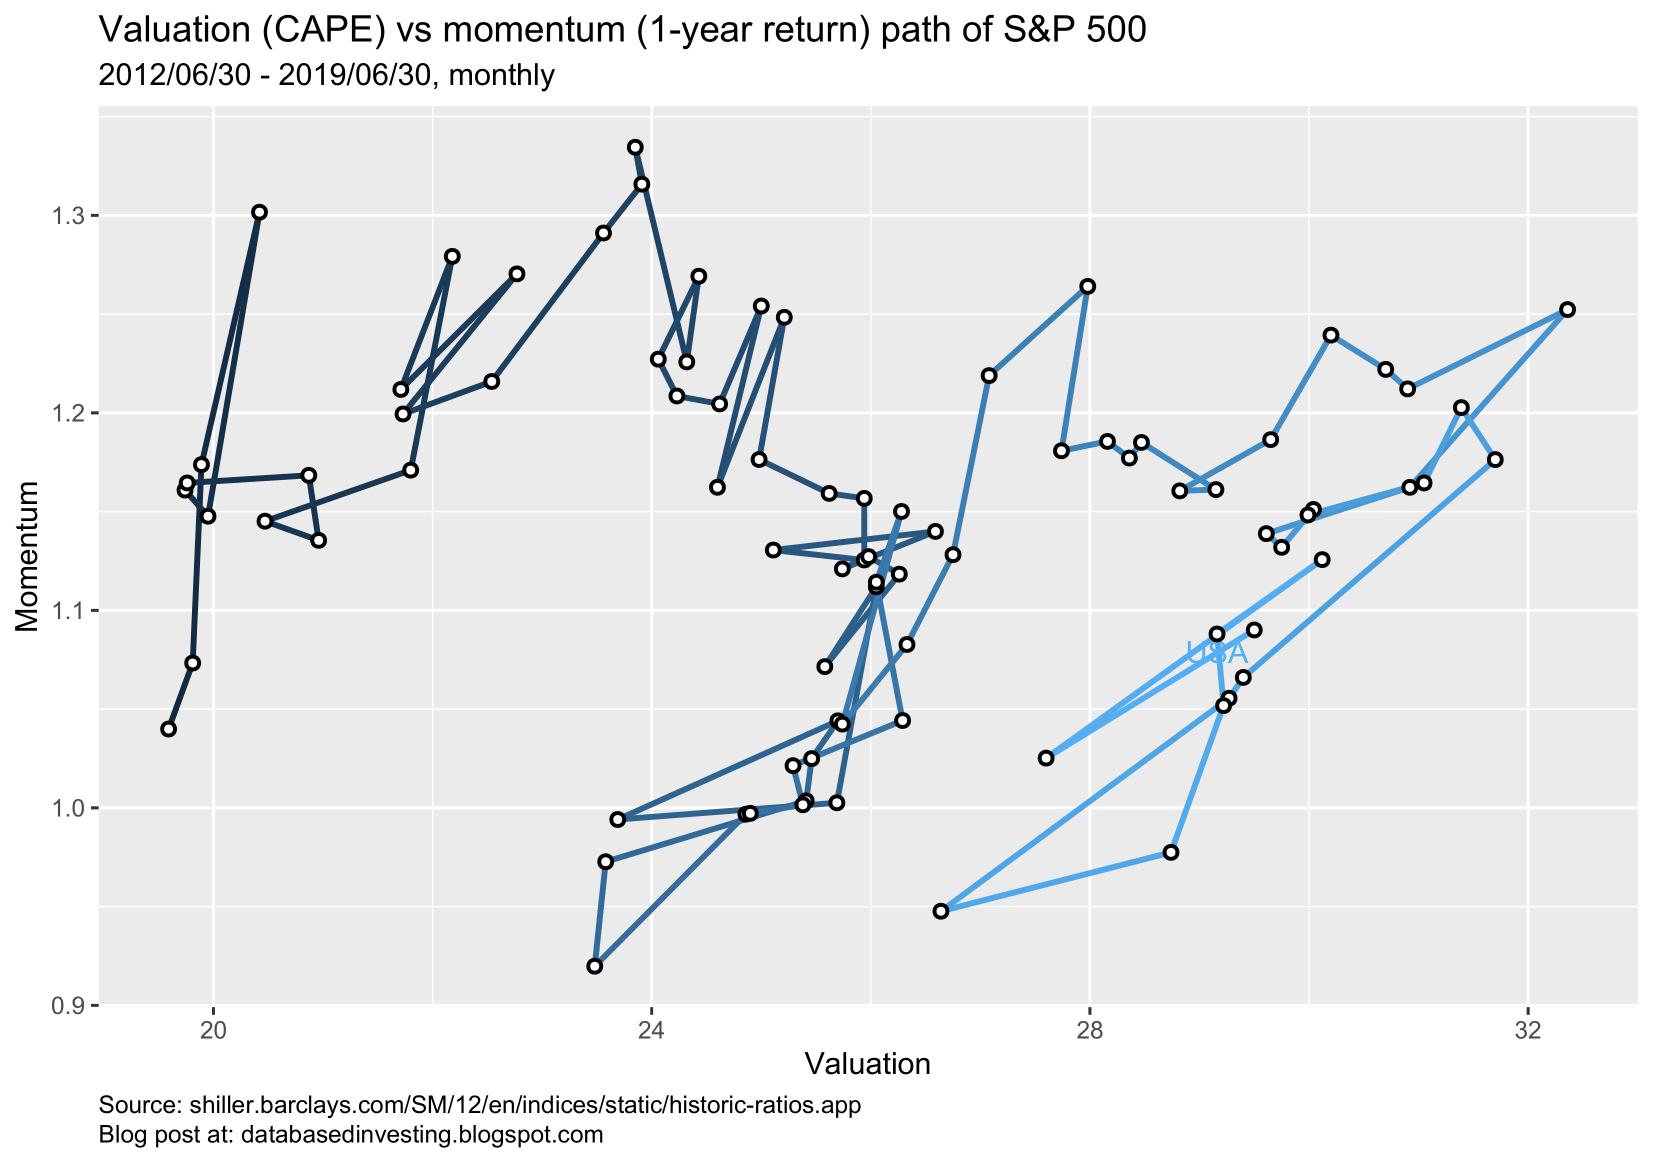 Valuation (CAPE) vs momentum (1-year return) path of S&P 500
2012/06/30 - 2019/06/30, monthly
Momentum
1.3
1.2
1.1
1.0
0.9
USA
20 24 28 32
Valuation
Source: shiller.barclays.com/SM/12/en/indices/static/historic-ratios.app
Blog post at: databasedinvesting.blogspot.com